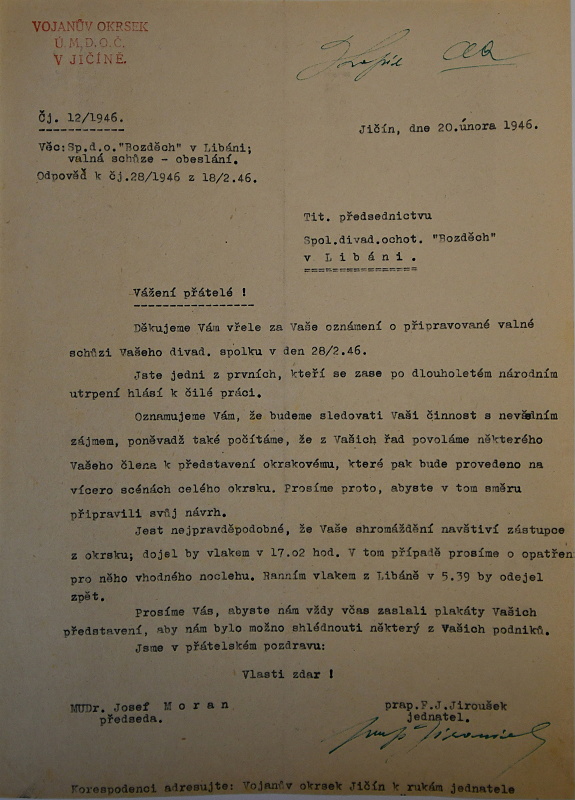 VOJANŮV OKRSEK
Ú.M.D.O.Č.
V JIČÍNĚ.
Čj. 12/1946.
Jičín, dne 20.února 1946.
Věc:Sp.d.o."Bozděch" v Libáni;
valná schůze - obeslání.
Odpověď k čj.28/1946 z 18/2.46.
Tit. předsednictvu
Spol.divad.ochot. "Bozděch"
v Libáni.
Vážení přátelé !
Děkujeme Vám vřele za Vaše oznámení o připravované valné
schůzi Vašeho divad. spolku v den 28/2.46.
Jste jedni z prvních, kteří se zase po dlouholetém národním
utrpení hlásí k čilé práci.
Oznamujeme Vám, že budeme sledovati Vaši činnost s nevšdním
zájmem, poněvadž také počítáme, že z Vašich řad povoláme některého
Vašeho člena k představení okrskovému, které pak bude provedeno na
vícero scénách celého okrsku. Prosíme proto, abyste v tom směru
připravili svůj návrh.
Jest nejpravděpodobné, že Vaše shromáždění navštiví zástupce
z okrsku; dojel by vlakem v 17.o2 hod. V tom případě prosíme o opatřen
pro něho vhodného noclehu. Ranním vlakem z Libáně v 5.39 by odejel
zpět.
Prosíme Vás, abyste nám vždy včas zaslali plakáty Vašich
představení, aby nám bylo možno shlédnouti některý z Vašich podniků.
Jsme v přátelském pozdravu:
Vlasti zdar !
MUDr. Josef Moran
předseda.
prap.F.J.Jiroušek
jednatel.
Korespodenci adresujte: Vojanův okrsek Jičín k rukám jednatele